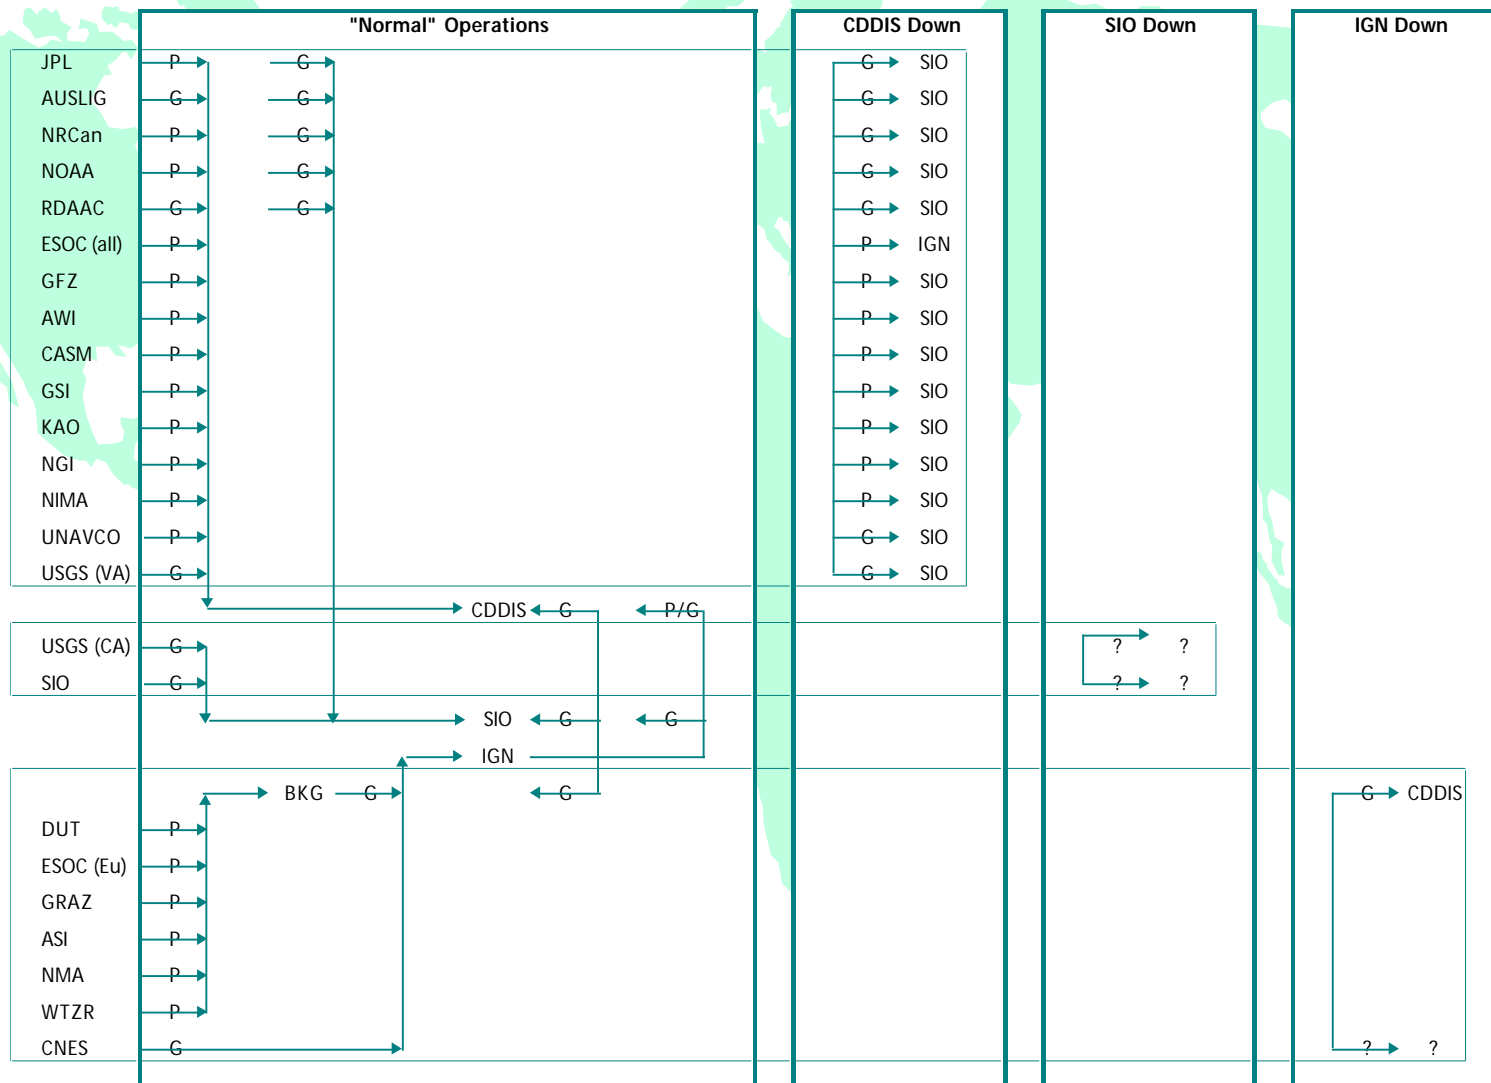 "Normal" Operations CDDIS Down SIO Down IGN Down
JPL P G G SIO
AUSLIG G G G SIO
NRCan P G G SIO
NOAA P G G SIO
RDAAC G G G SIO
ESOC (all) P P IGN
GFZ P P SIO
AWI P P SIO
CASM P P SIO
GSI P P SIO
KAO P P SIO
NGI P P SIO
NIMA P P SIO
UNAVCO P G SIO
USGS (VA) G G SIO
CDDIS G P/G
USGS (CA) G ? ?
SIO G ? ?
SIO G G
IGN
BKG G G G CDDIS
DUT P
ESOC (Eu) P
GRAZ P
ASI P
NMA P
WTZR P
CNES G ? ?